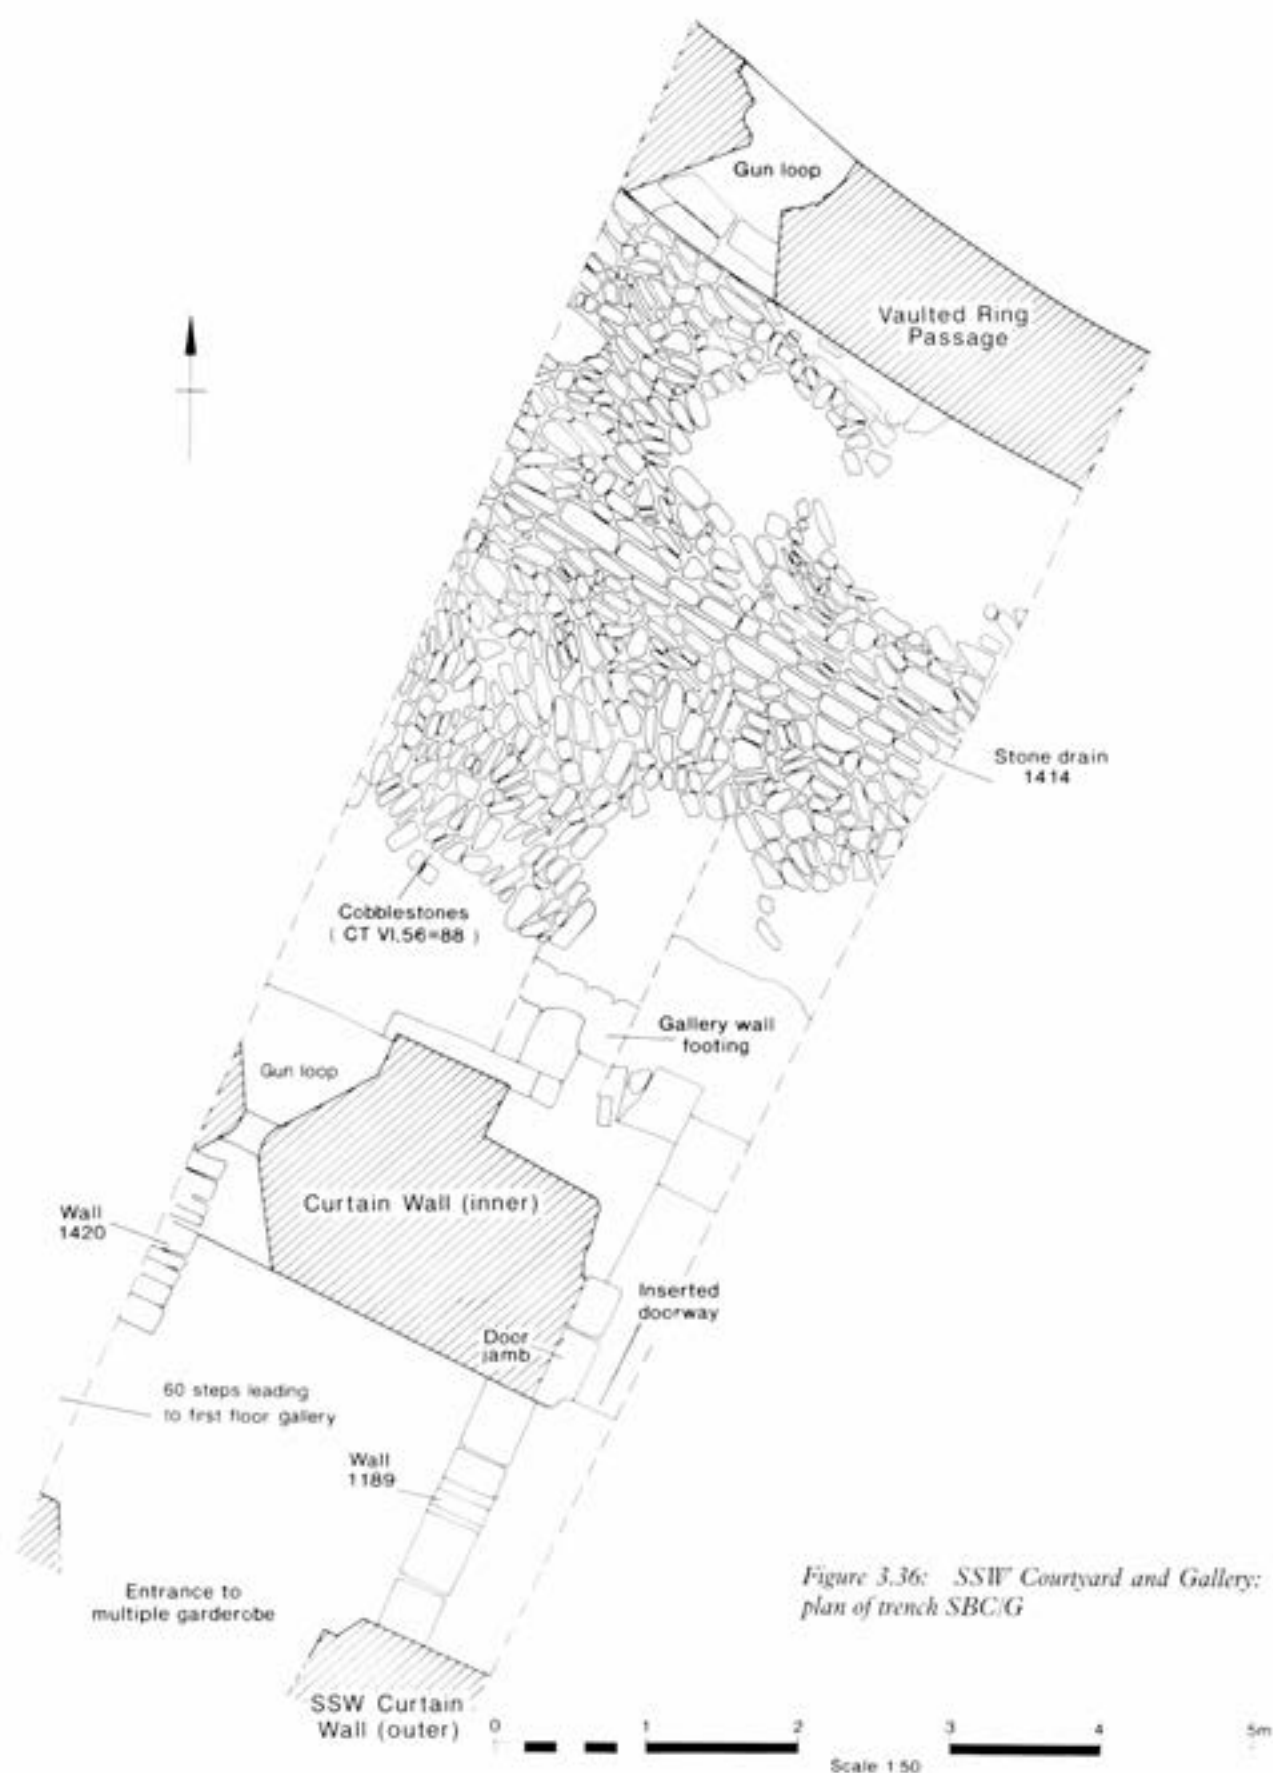 Gun loop
Vaulted Ring
Passage
Stone drain
1414
Cobblestones
( CT VI.56=88 )
Gallery wall
footing
Gun loop
Curtain Wall (inner)
Wall
1420
Inserted
doorway
Door
jamb
60 steps leading
to first floor gallery
Wall
1189
Entrance to
multiple garderobe
Figure 3.36: SSW Courtyard and Gallery:
plan of trench SBC/G
SSW Curtain
Wall (outer)
0 1 2 3 4 5m
Scale 1:50